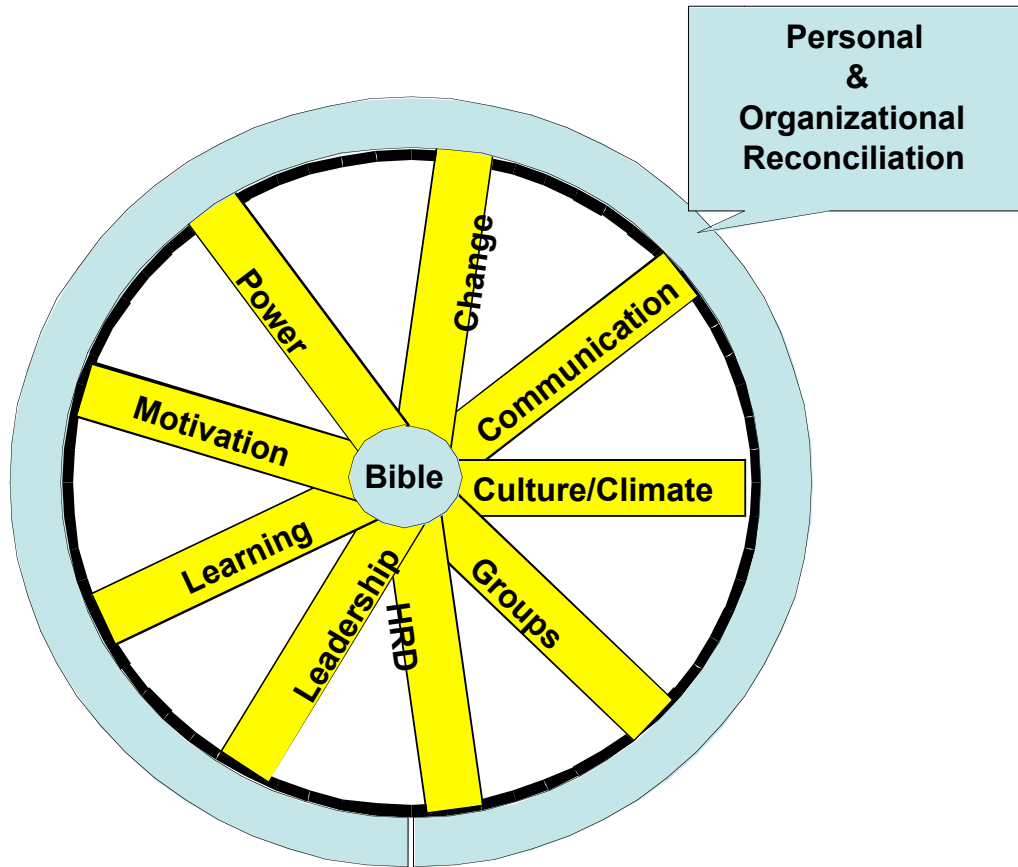 Personal
&
Organizational
Reconciliation
Change
Communication
Culture/Climate
Groups
HRD
Leadership
Learning
Motivation
Power
Bible